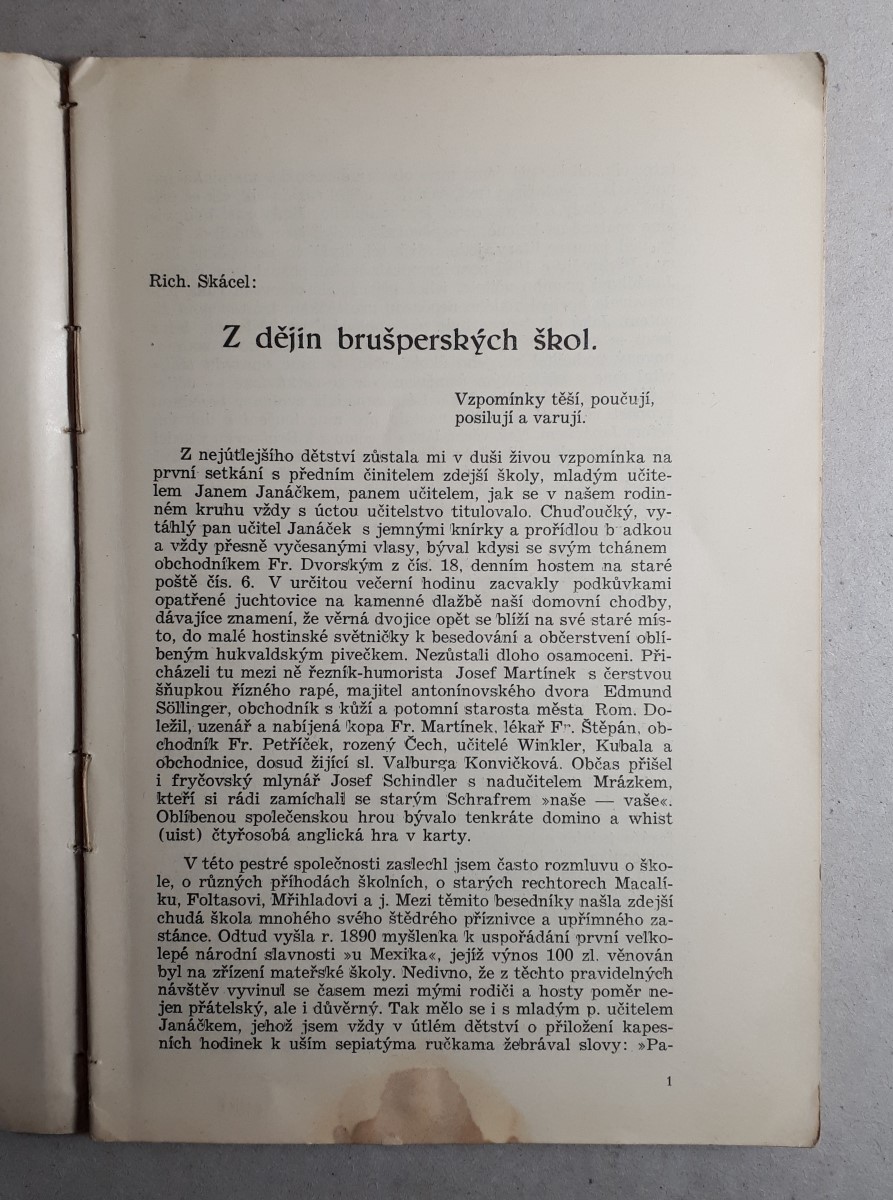 Rich. Skácel:
Z dějin brušperských škol.
Vzpomínky těší, poučují,
posilují a varují.
Z nejútlejšího dětství zůstala mi v duši živou vzpomínka na
první setkání s předním činitelem zdejší školy, mladým učite-
lem Janem Janáčkem, panem učitelem, jak se v našem rodin-
ném kruhu vždy s úctou učitelstvo titulovalo. Chuďoučký, vy-
táhlý pan učitel Janáček s jemnými knírky a prořídlou b adkou
a vždy přesně vyčesanými vlasy, býval kdysi se svým tchánem
obchodníkem Fr. Dvorským z čís. 18, denním hostem na staré
poště čís. 6. V určitou večerní hodinu zacvakly podkůvkami
opatřené juchtovice na kamenné dlažbě naší domovní chodby,
dávajíce znamení, že věrná dvojice opět se blíží na své staré mís-
to, do malé hostinské světničky k besedování a občerstvení oblí-
beným hukvaldským pivečkem. Nezůstali dloho osamoceni. Při-
cházeli tu mezi ně řezník-humorista Josef Martínek s čerstvou
šňupkou řízného rapé, majitel antonínovského dvora Edmund
Söllinger, obchodník s kůží a potomní starosta města Rom. Do-
ležil, uzenář a nabíjená kopa Fr. Martínek, lékař Fr. Štěpán, ob-
chodník Fr. Petříček, rozený Čech, učitelé Winkler, Kubala a
obchodnice, dosud žijící sl. Valburga Konvičková. Občas přišel
i fryčovský mlynář Josef Schindler s nadučitelem Mrázkem,
kteří si rádi zamíchali se starým Schrafrem »naše — vaše«.
Oblíbenou společenskou hrou bývalo tenkráte domino a whist
(uist) čtyřosobá anglická hra v karty.
V této pestré společnosti zaslechl jsem často rozmluvu o ško-
le, o různých příhodách školních, o starých rechtorech Macalí-
ku, Foltasovi, Mřihladovi a j. Mezi těmito besedníky našla zdejší
chudá škola mnohého svého štědrého příznivce a upřímného za-
stánce. Odtud vyšla r. 1890 myšlenka k uspořádání první velko-
lepé národní slavnosti »u Mexika«, jejíž výnos 100 zl. věnován
byl na zřízení mateřské školy. Nedivno, že z těchto pravidelných
návštěv vyvinul se časem mezi mými rodiči a hosty poměr ne-
jen přátelský, ale i důvěrný. Tak mělo se i s mladým p. učitelem
Janáčkem, jehož jsem vždy v útlém dětství o přiložení kapes-
ních hodinek k uším sepiatýma ručkama žebrával slovy: »Pa-
1